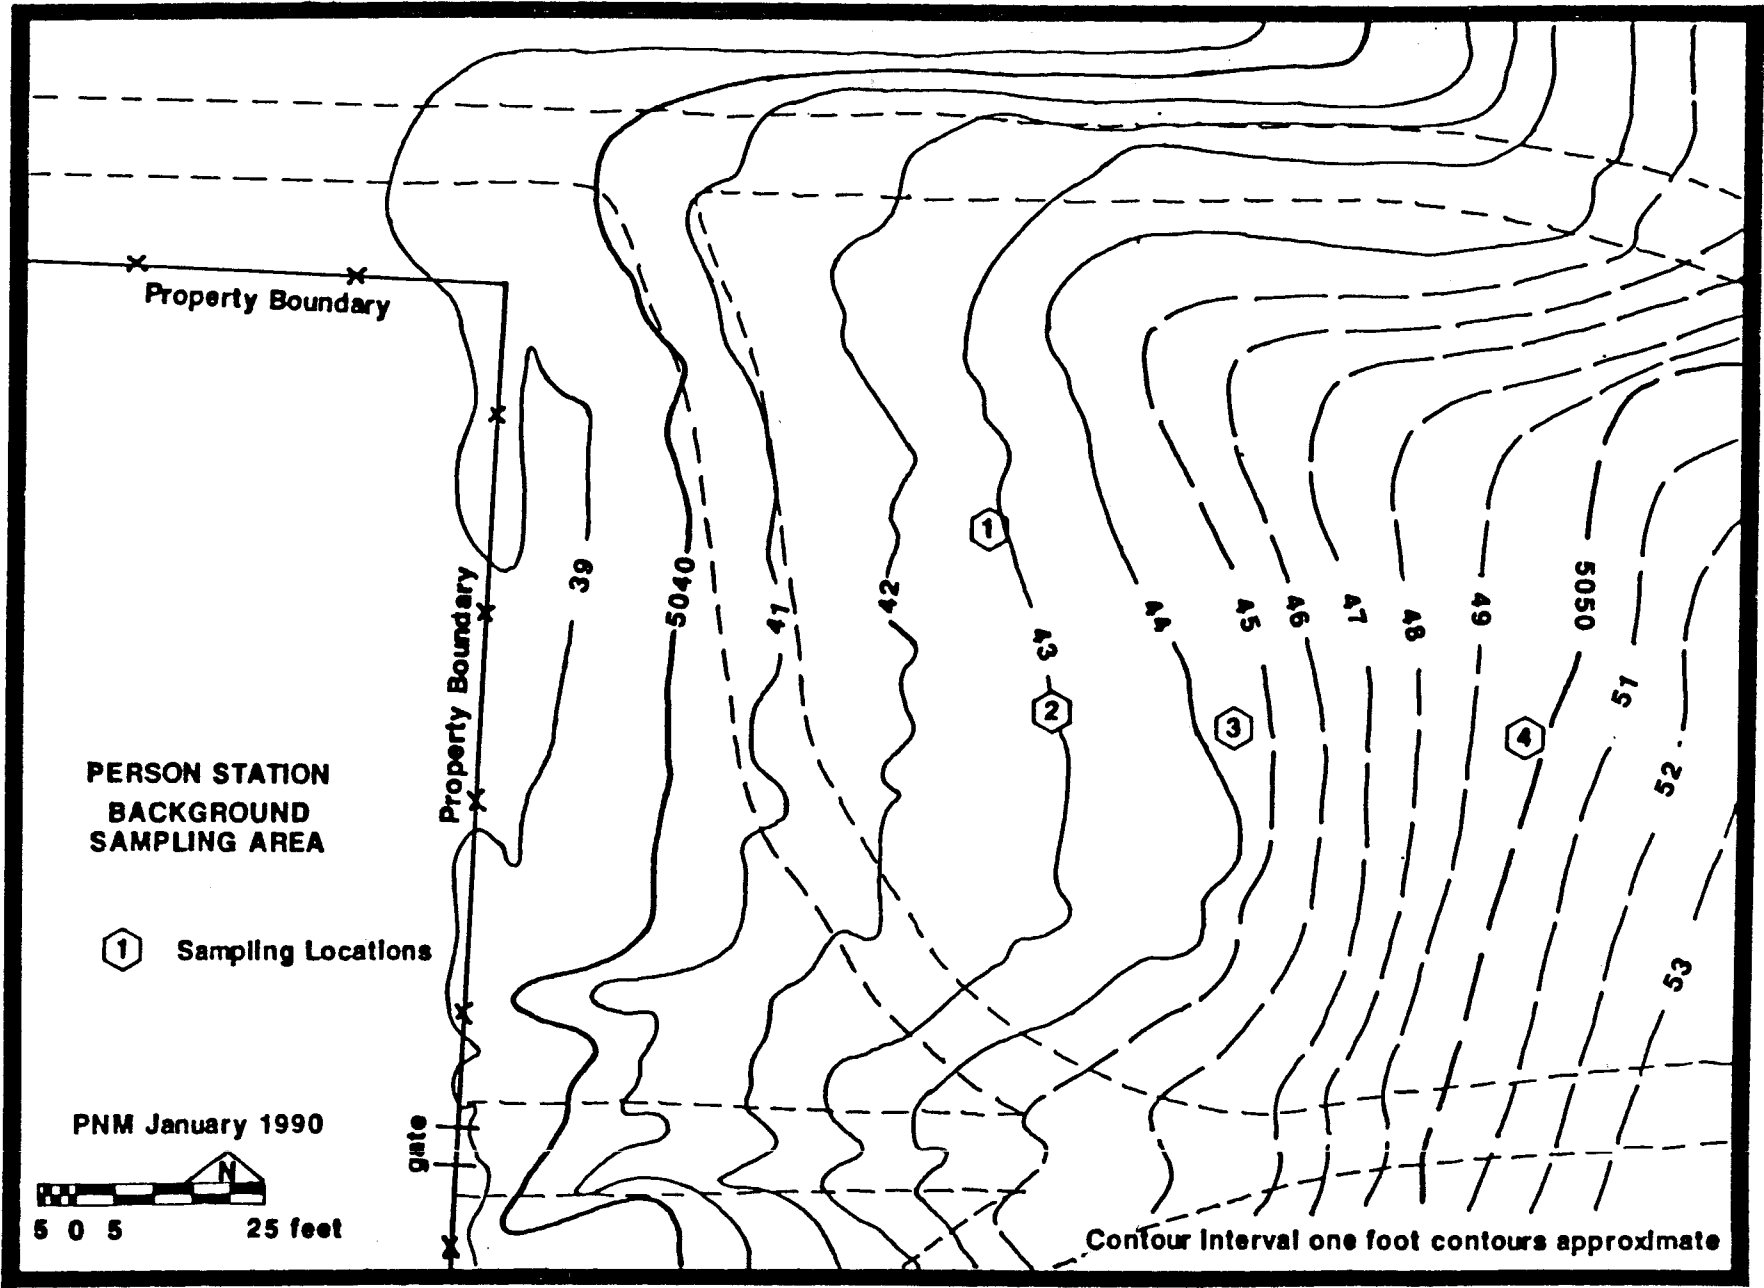 Property Boundary
Property Boundary
39
5040
41
42
43
44
45
46
47
48
49
5050
51
52
53
1
2
3
4
PERSON STATION
BACKGROUND
SAMPLING AREA
1 Sampling Locations
PNM January 1990
gate
N
5 0 5 25 feet
Contour interval one foot contours approximate